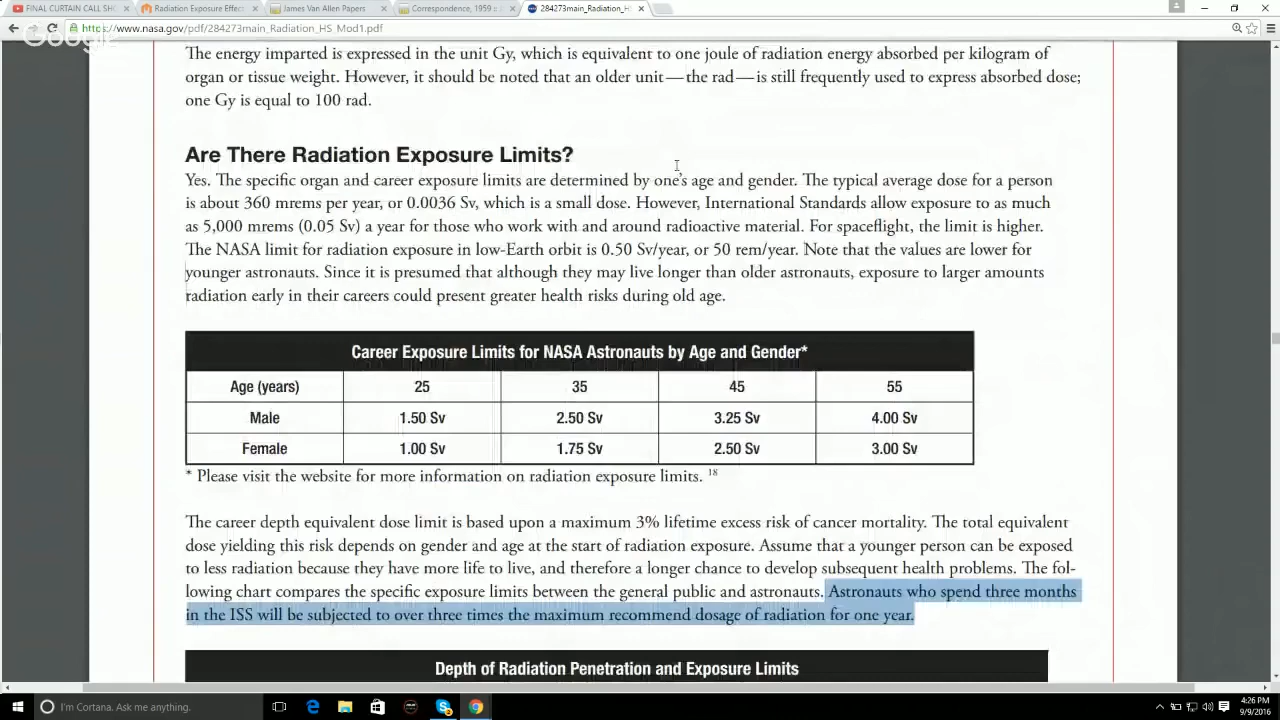 FINAL CURTAIN CALL SH
Radiation Exposure Effec
James Van Allen Papers
Correspondence, 1959
284273main_Radiation_HS_
https://www.nasa.gov/pdf/284273main_Radiation_HS_Mod1.pdf
Google
The energy imparted is expressed in the unit Gy, which is equivalent to one joule of radiation energy absorbed per kilogram of
organ or tissue weight. However, it should be noted that an older unit—the rad—is still frequently used to express absorbed dose;
one Gy is equal to 100 rad.
Are There Radiation Exposure Limits?
Yes. The specific organ and career exposure limits are determined by one's age and gender. The typical average dose for a person
is about 360 mrems per year, or 0.0036 Sv, which is a small dose. However, International Standards allow exposure to as much
as 5,000 mrems (0.05 Sv) a year for those who work with and around radioactive material. For spaceflight, the limit is higher.
The NASA limit for radiation exposure in low-Earth orbit is 0.50 Sv/year, or 50 rem/year. Note that the values are lower for
younger astronauts. Since it is presumed that although they may live longer than older astronauts, exposure to larger amounts
radiation early in their careers could present greater health risks during old age.
Career Exposure Limits for NASA Astronauts by Age and Gender*
Age (years) 25 35 45 55
Male 1.50 Sv 2.50 Sv 3.25 Sv 4.00 Sv
Female 1.00 Sv 1.75 Sv 2.50 Sv 3.00 Sv
* Please visit the website for more information on radiation exposure limits. 18
The career depth equivalent dose limit is based upon a maximum 3% lifetime excess risk of cancer mortality. The total equivalent
dose yielding this risk depends on gender and age at the start of radiation exposure. Assume that a younger person can be exposed
to less radiation because they have more life to live, and therefore a longer chance to develop subsequent health problems. The fol-
lowing chart compares the specific exposure limits between the general public and astronauts. Astronauts who spend three months
in the ISS will be subjected to over three times the maximum recommend dosage of radiation for one year.
Depth of Radiation Penetration and Exposure Limits
I'm Cortana. Ask me anything.
4:26 PM
9/9/2016